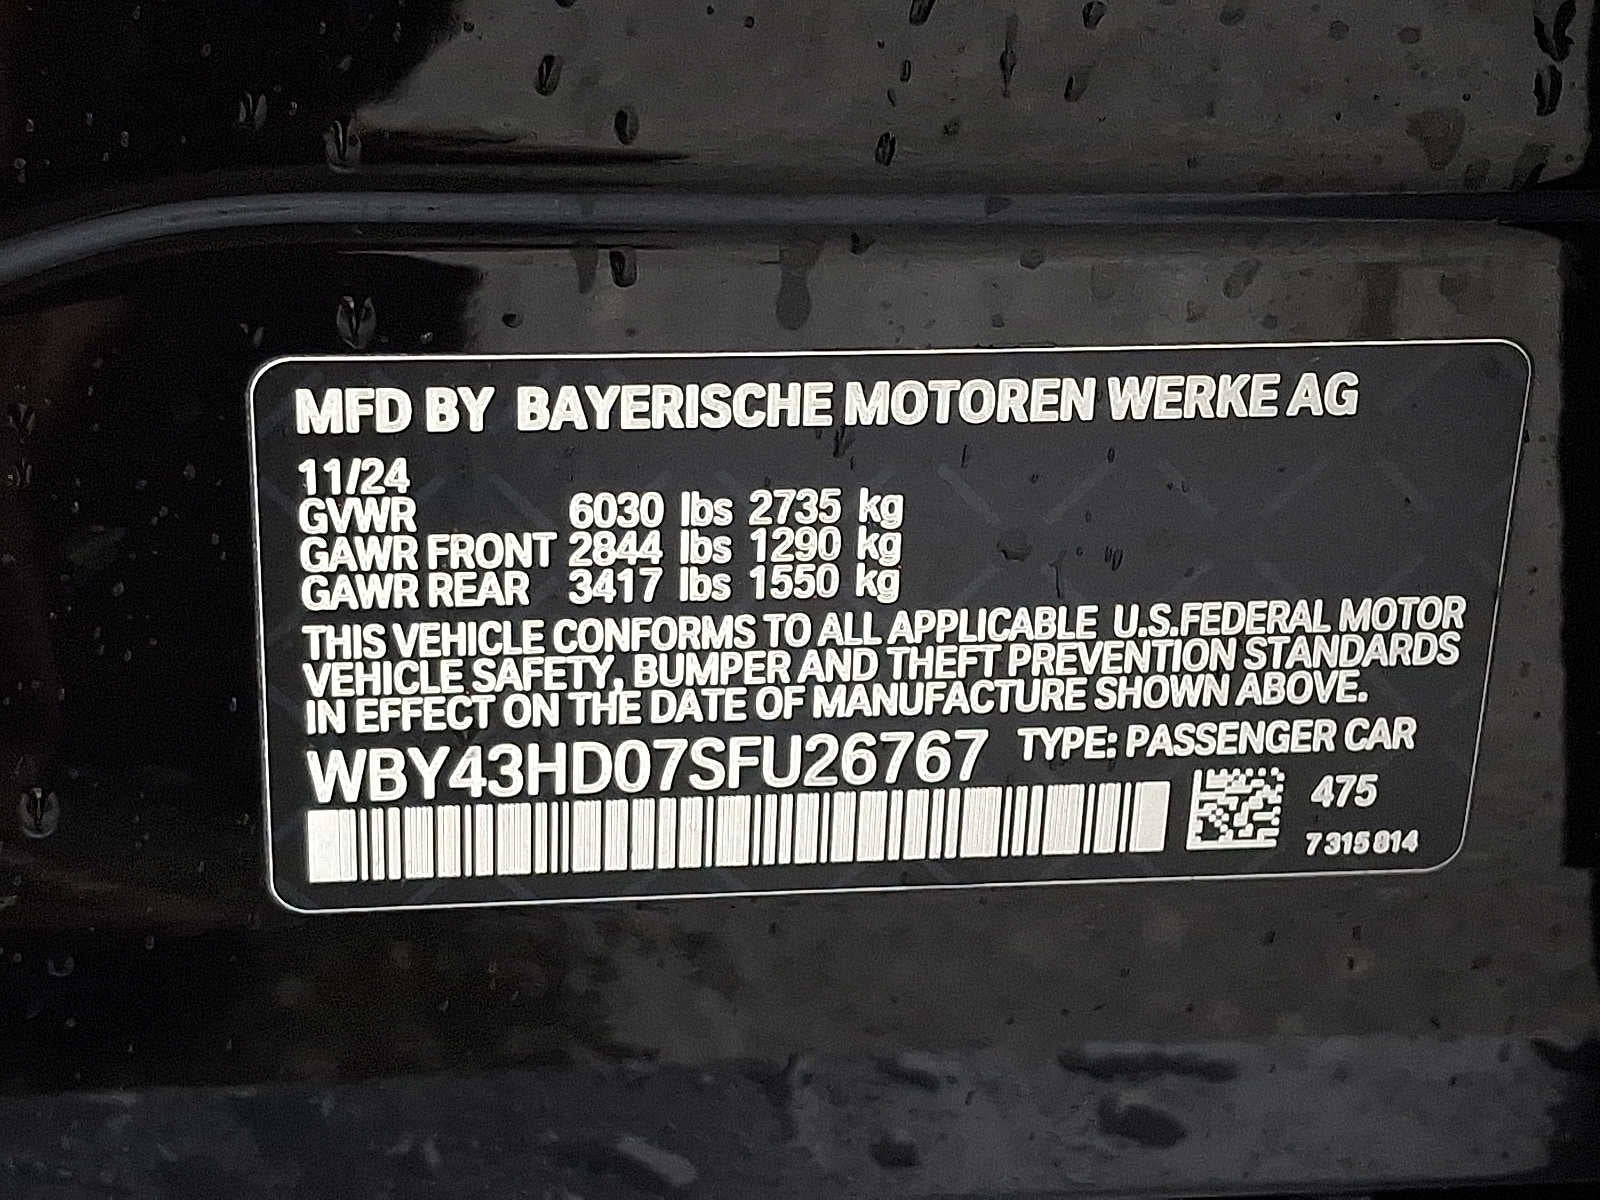 MFD BY BAYERISCHE MOTOREN WERKE AG
11/24
GVWR 6030 lbs 2735 kg
GAWR FRONT 2844 lbs 1290 kg
GAWR REAR 3417 lbs 1550 kg
THIS VEHICLE CONFORMS TO ALL APPLICABLE U.S.FEDERAL MOTOR
VEHICLE SAFETY, BUMPER AND THEFT PREVENTION STANDARDS
IN EFFECT ON THE DATE OF MANUFACTURE SHOWN ABOVE.
WBY43HD07SFU26767 TYPE: PASSENGER CAR
475
7 315 814